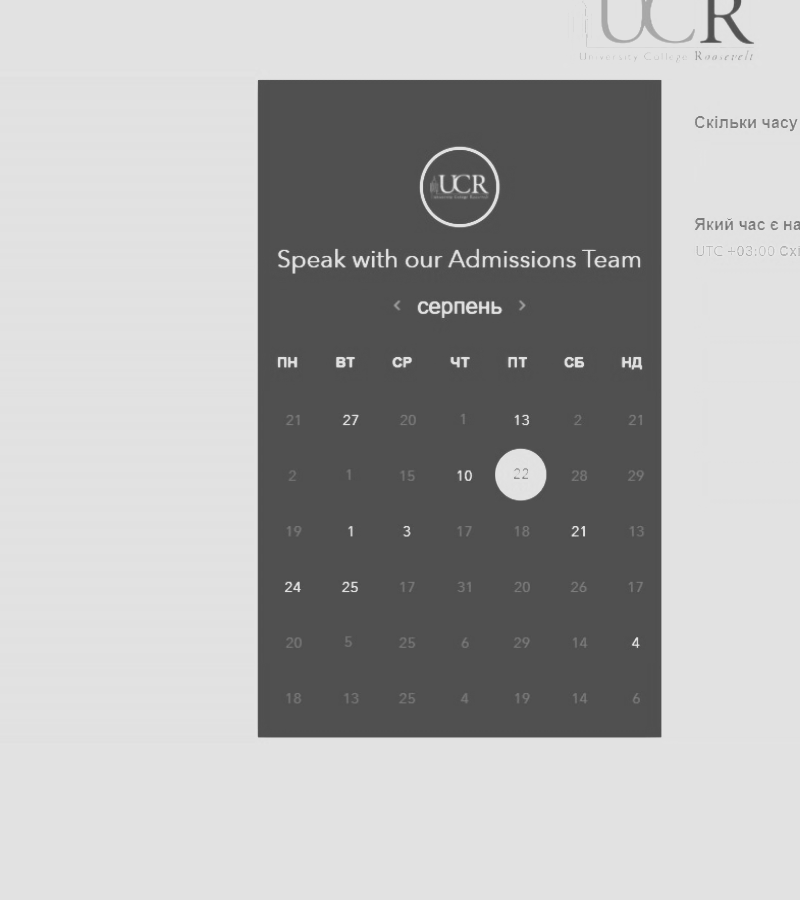 UCR
University College Roosevelt
Скільки часу
UCR
Який час є на
UTC +03:00 Схі
Speak with our Admissions Team
серпень
ПН ВТ СР ЧТ ПТ СБ НД
21 27 20 1 13 2 21
2 1 15 10 22 28 29
19 1 3 17 18 21 13
24 25 17 31 20 26 17
20 5 25 6 29 14 4
18 13 25 4 19 14 6